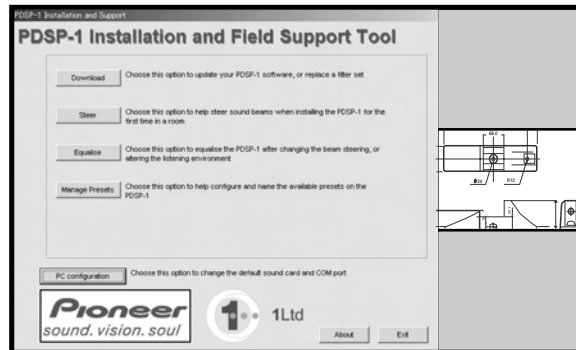 PDSP-1 Installation and Support
PDSP-1 Installation and Field Support Tool
Download
Choose this option to update your PDSP-1 software, or replace a filter set
Steer
Choose this option to help steer sound beams when installing the PDSP-1 for the
first time in a room
Equalise
Choose this option to equalise the PDSP-1 after changing the beam steering, or
altering the listening environment
Manage Presets
Choose this option to help configure and name the available presets on the
PDSP-1
PC configuration
Choose this option to change the default sound card and COM port
Pioneer
sound. vision. soul
1
1Ltd
About
Exit
R12